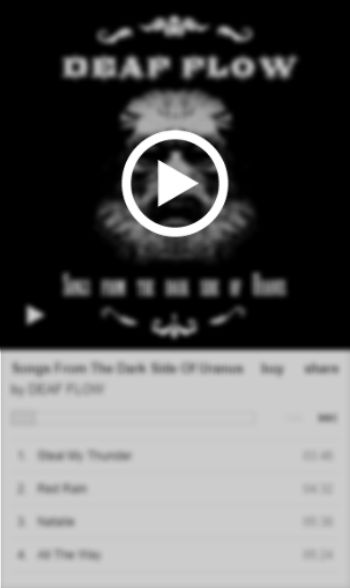 DEAF FLOW
Songs from the dark side of Uranus
Songs From The Dark Side Of Uranus buy share
by DEAF FLOW
1. Steal My Thunder 03:46
2. Red Rain 04:32
3. Natalie 05:36
4. All The Way 05:24